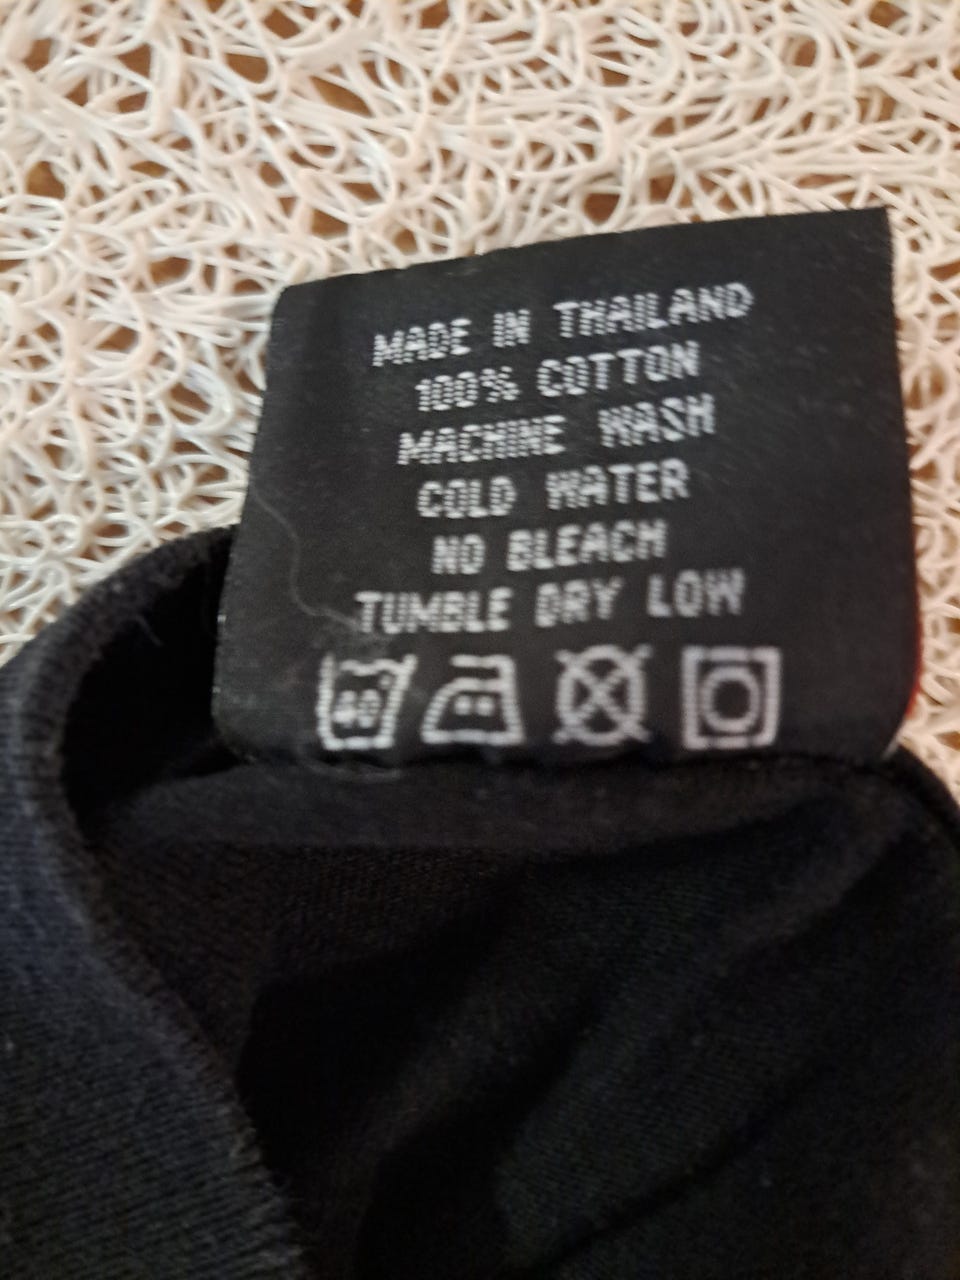 MADE IN THAILAND
100% COTTON
MACHINE WASH
COLD WATER
NO BLEACH
TUMBLE DRY LOW
40°